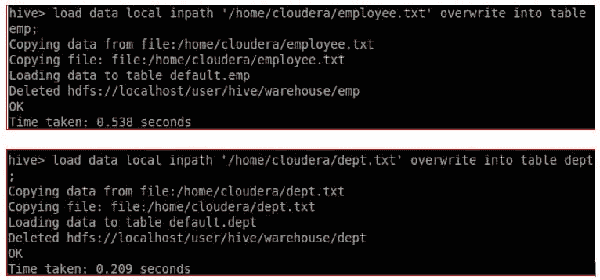 hive> load data local inpath '/home/cloudera/employee.txt' overwrite into table
emp;
Copying data from file:/home/cloudera/employee.txt
Copying file: file:/home/cloudera/employee.txt
Loading data to table default.emp
Deleted hdfs://localhost/user/hive/warehouse/emp
OK
Time taken: 0.538 seconds
hive> load data local inpath '/home/cloudera/dept.txt' overwrite into table dept
;
Copying data from file:/home/cloudera/dept.txt
Copying file: file:/home/cloudera/dept.txt
Loading data to table default.dept
Deleted hdfs://localhost/user/hive/warehouse/dept
OK
Time taken: 0.209 seconds